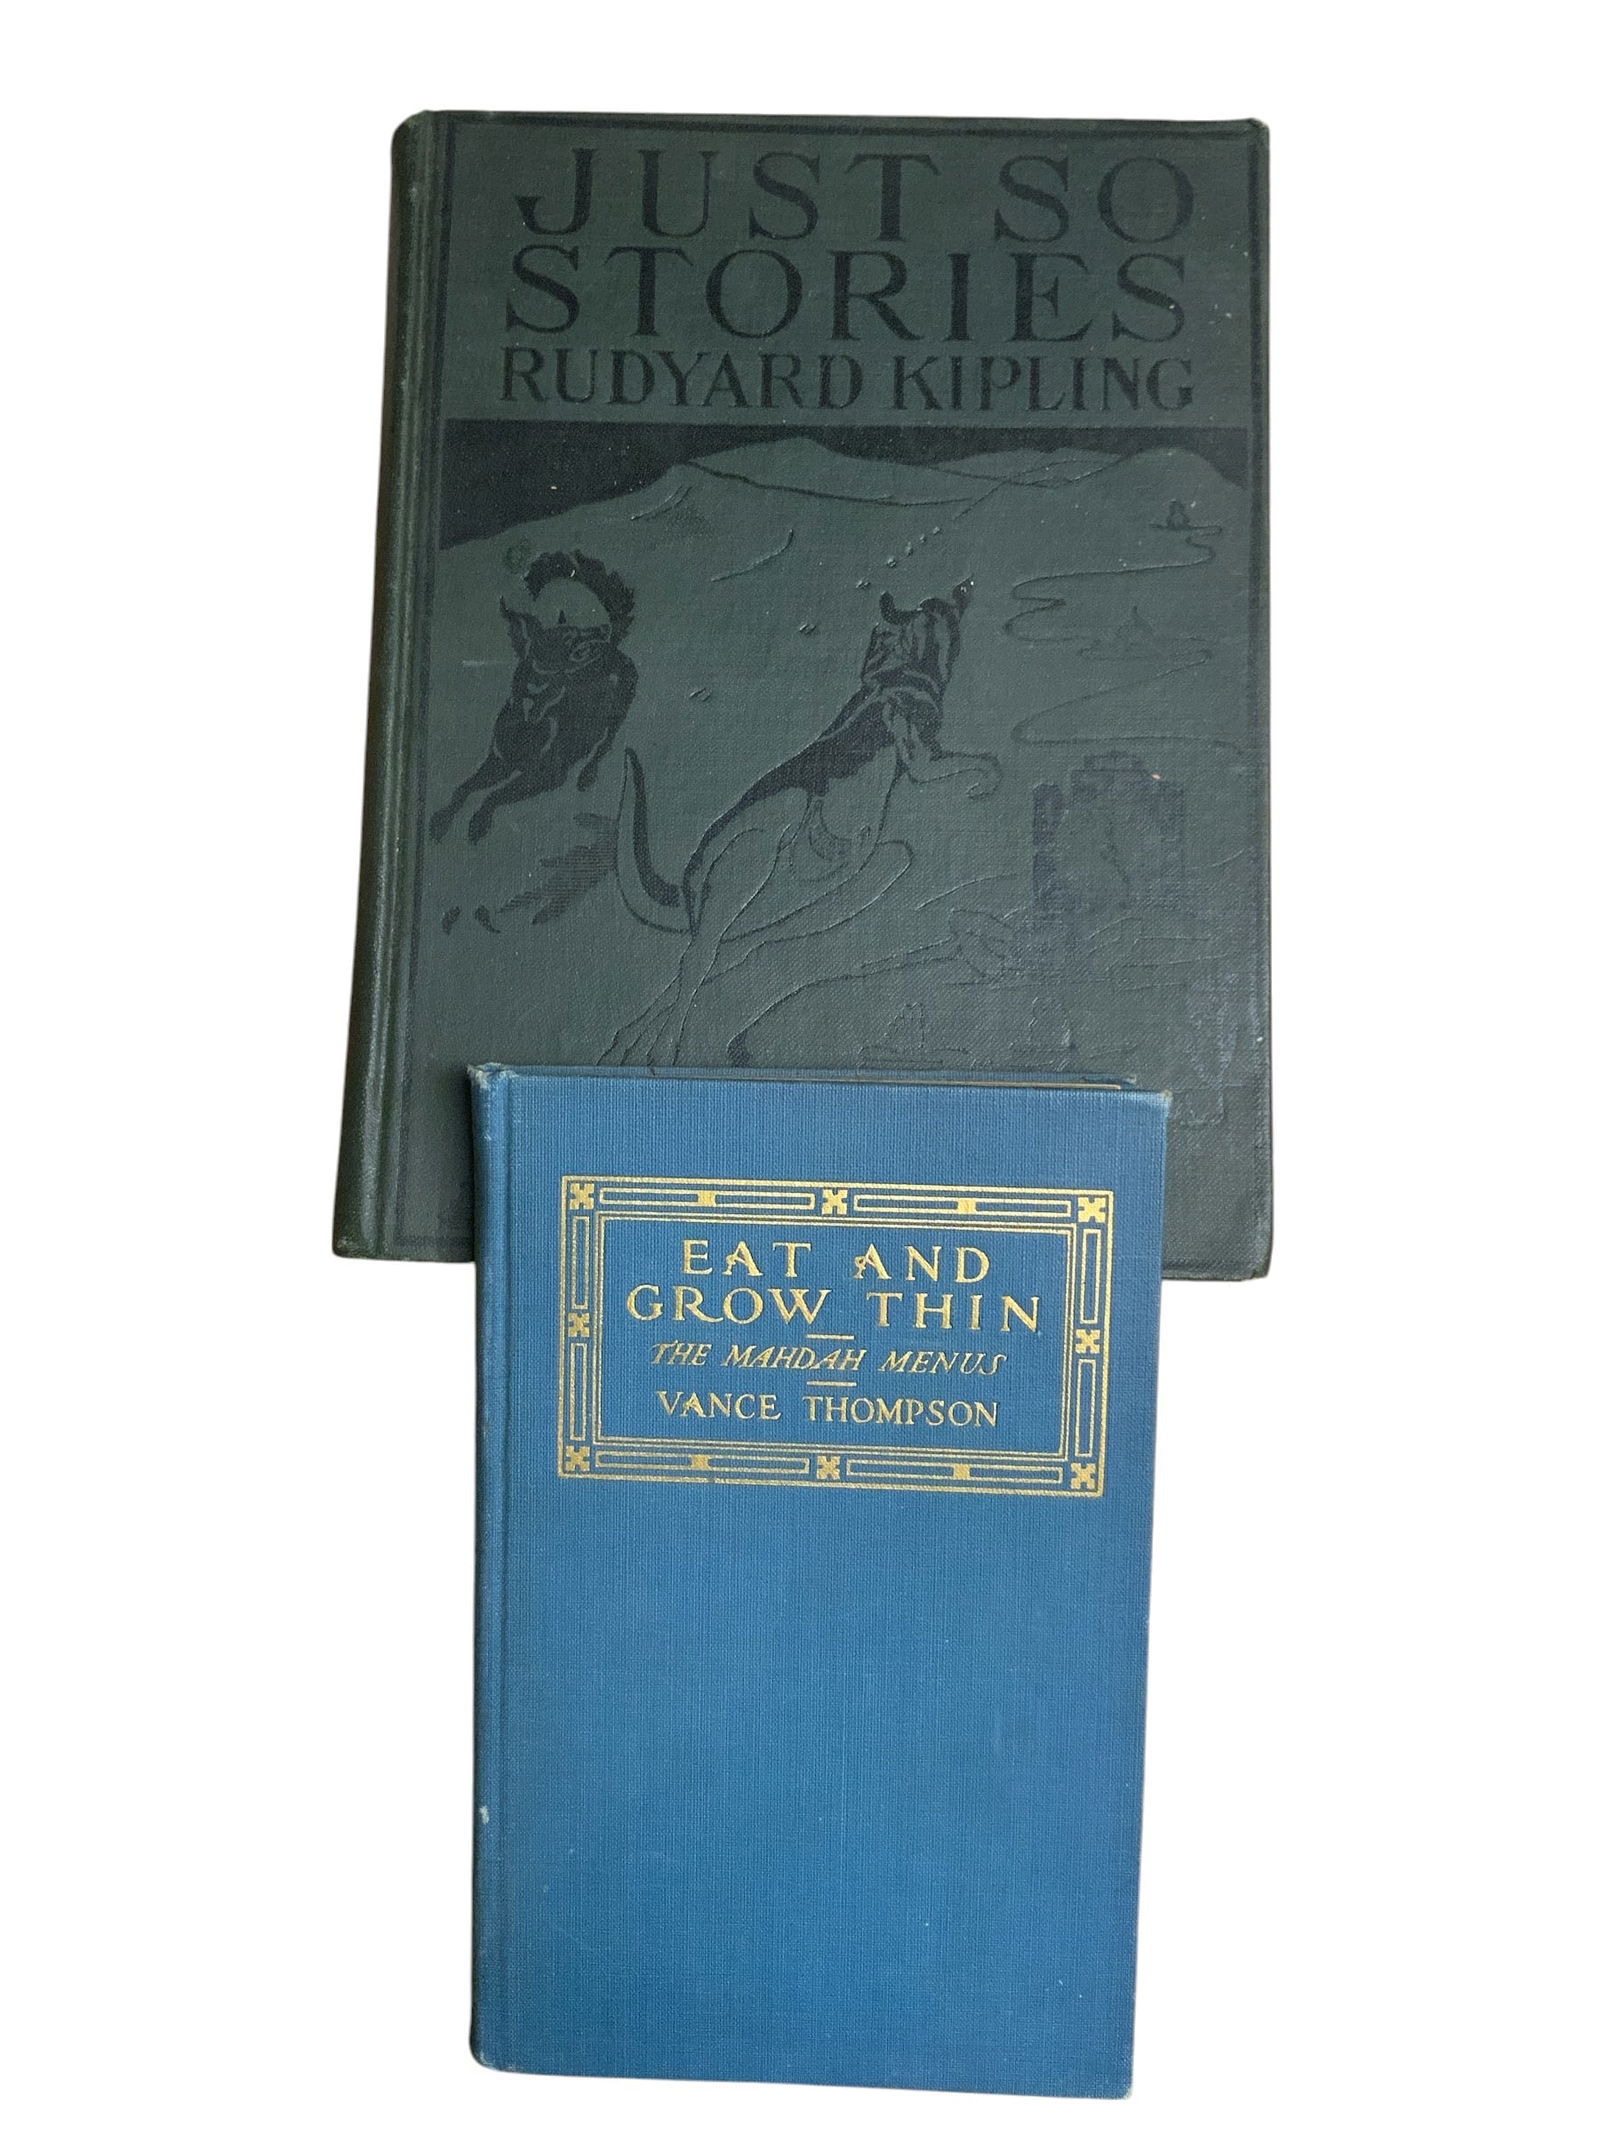 JUST SO
STORIES
RUDYARD KIPLING
EAT AND
GROW THIN
THE MAHDAH MENUS
VANCE THOMPSON